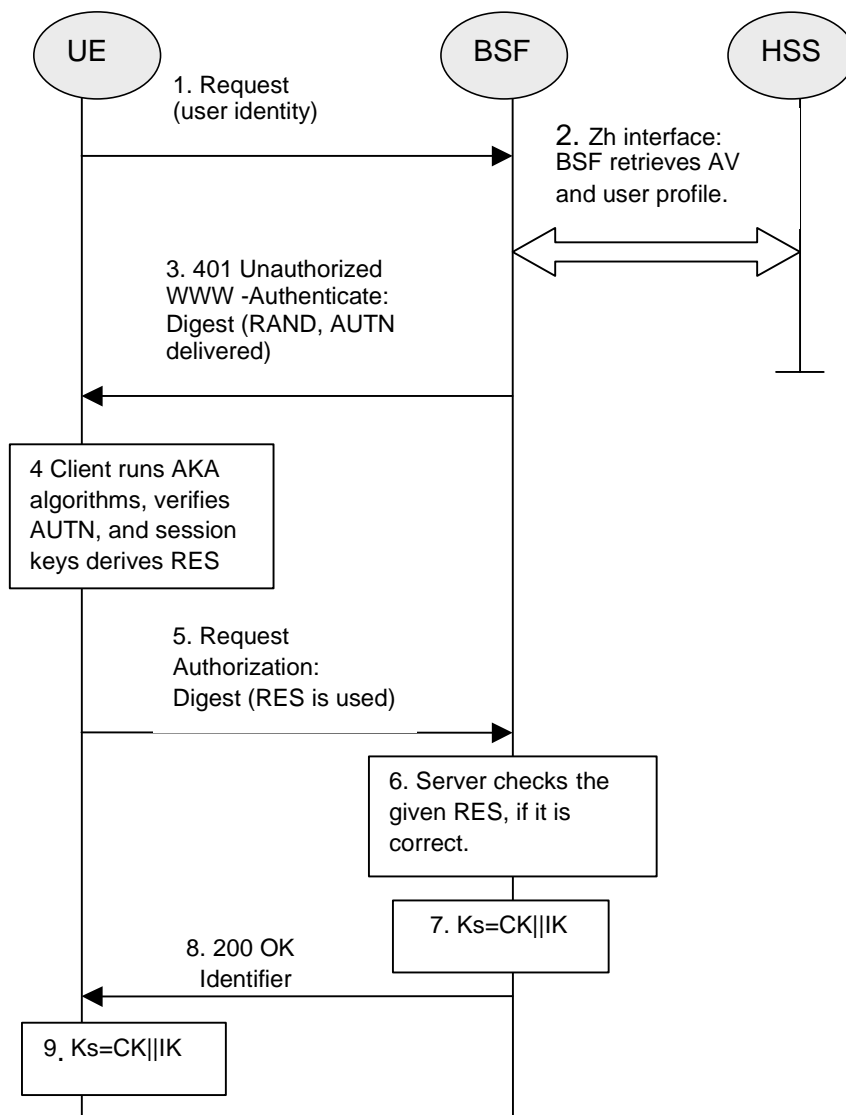 UE
BSF
HSS
1. Request
(user identity)
2. Zh interface:
BSF retrieves AV
and user profile.
3. 401 Unauthorized
WWW -Authenticate:
Digest (RAND, AUTN
delivered)
4 Client runs AKA
algorithms, verifies
AUTN, and session
keys derives RES
5. Request
Authorization:
Digest (RES is used)
6. Server checks the
given RES, if it is
correct.
7. Ks=CK||IK
8. 200 OK
Identifier
9. Ks=CK||IK